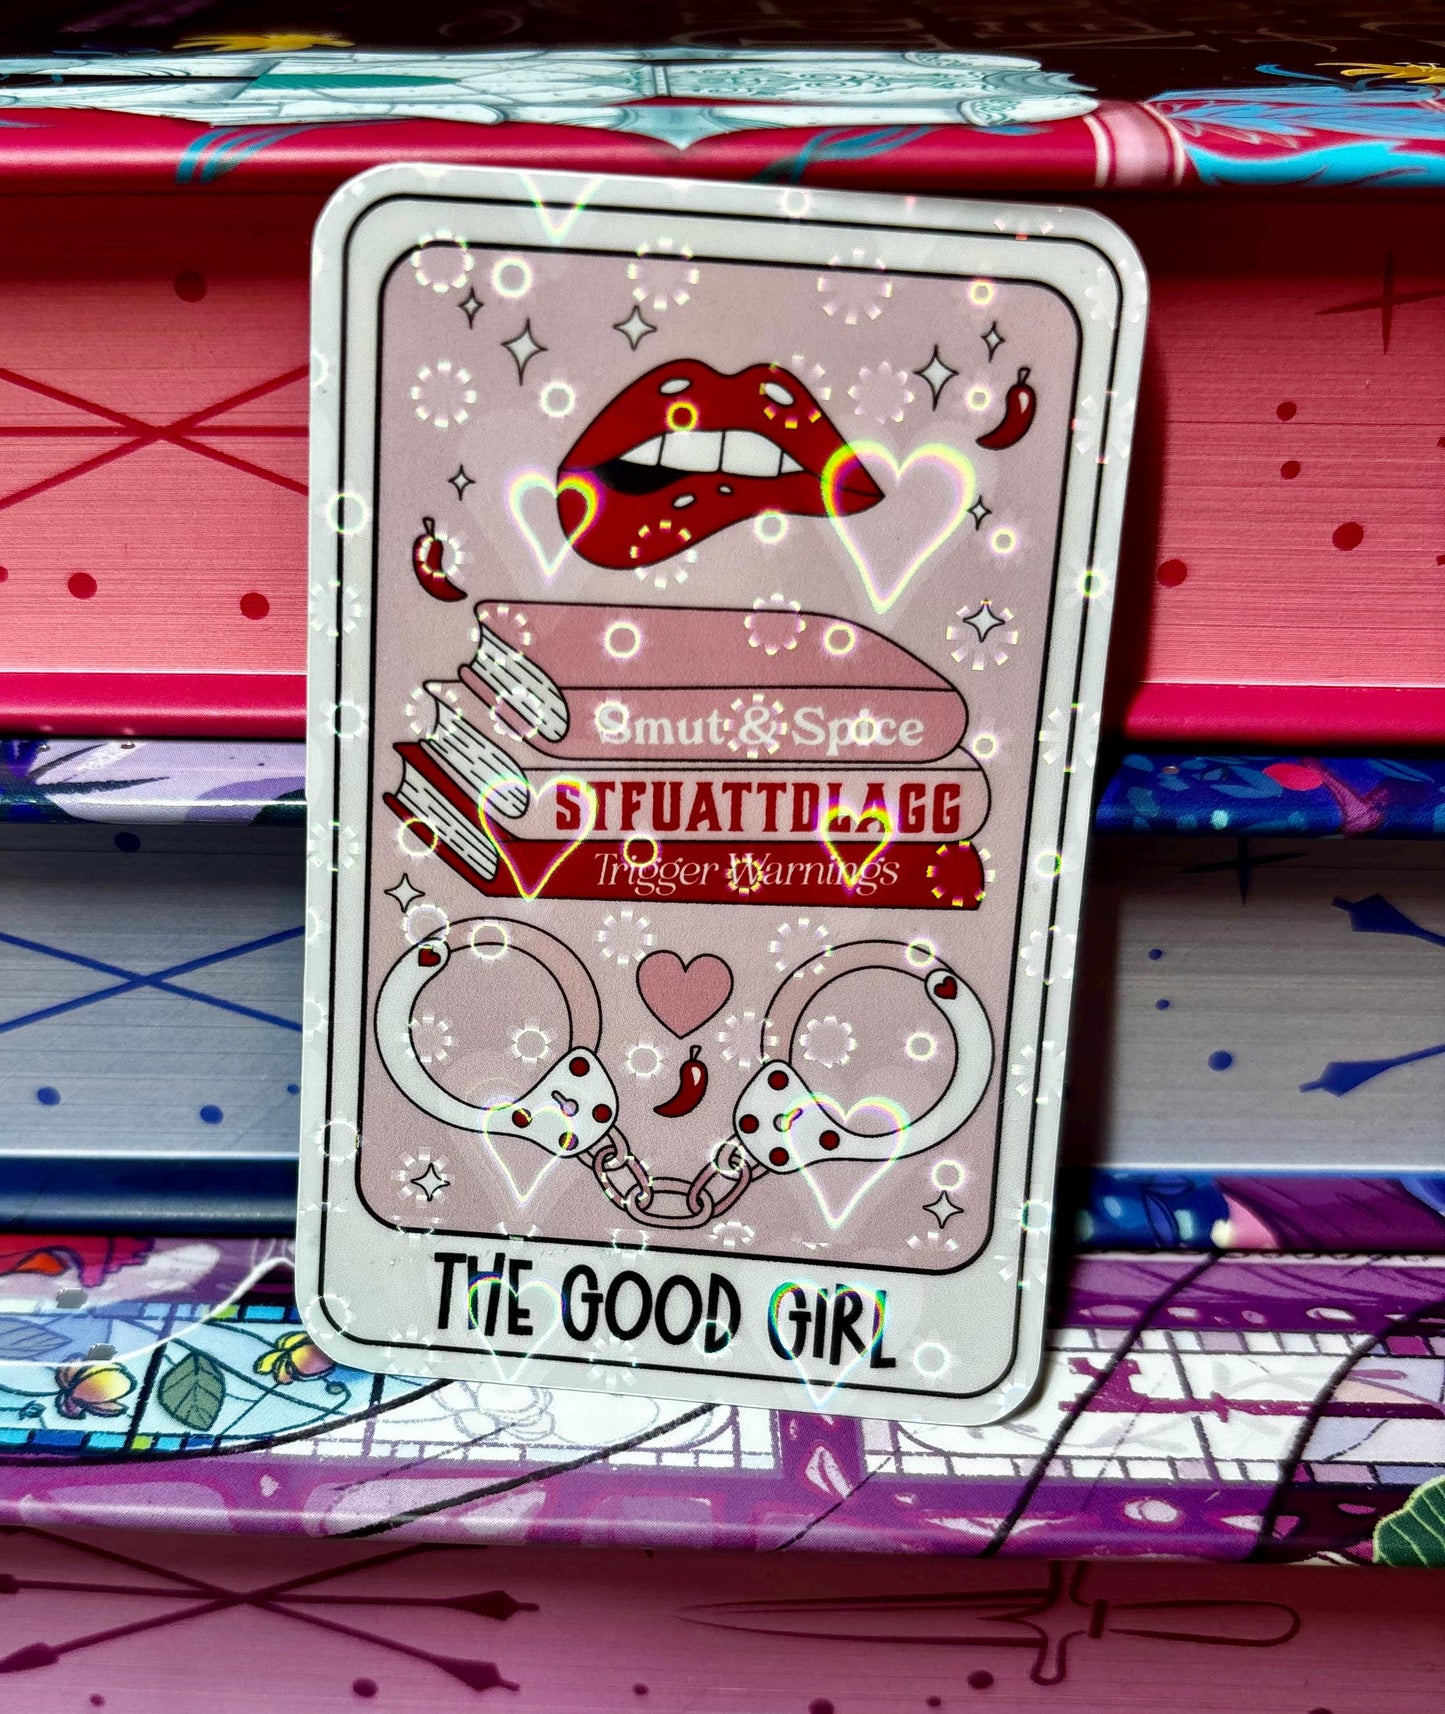 Smut & Spice
STFUATTDLAGG
Trigger Warnings
THE GOOD GIRL